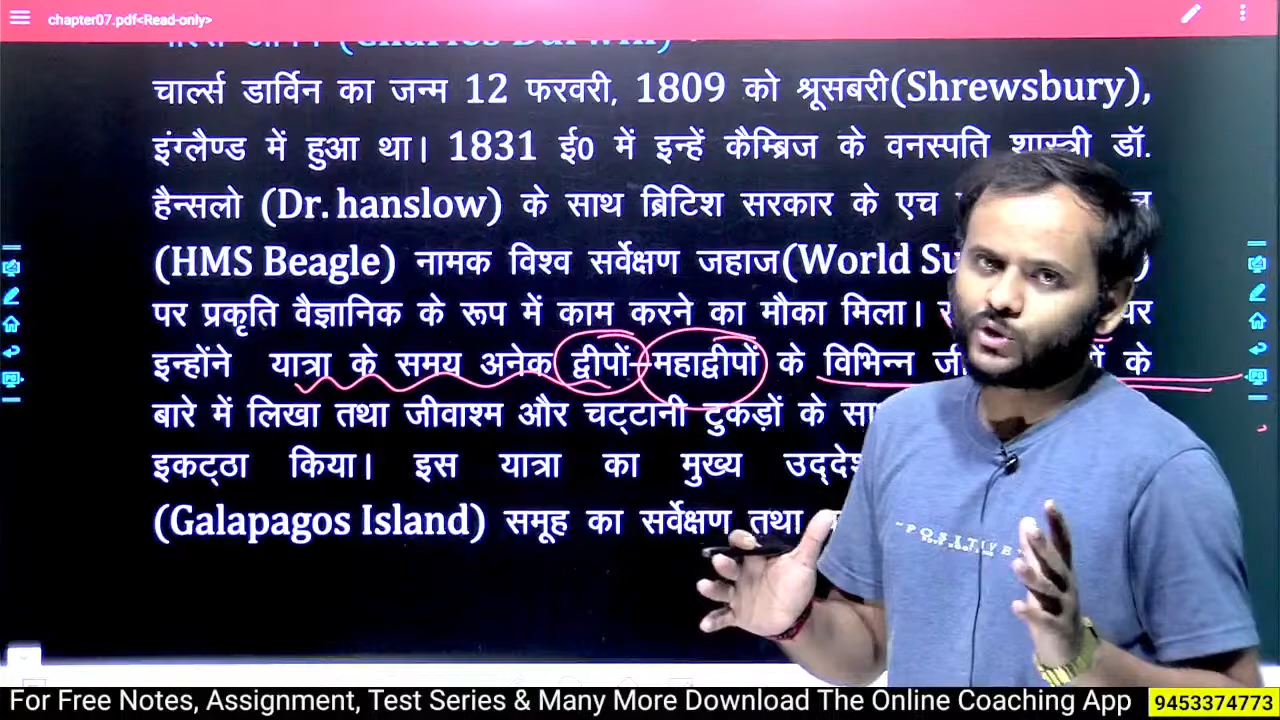 chapter07.pdf<Read-only>
(Charles Darwin)
चार्ल्स डार्विन का जन्म 12 फरवरी, 1809 को श्रूसबरी(Shrewsbury),
इंग्लैण्ड में हुआ था। 1831 ई0 में इन्हें कैम्ब्रिज के वनस्पति शास्त्री डॉ.
हैन्सलो (Dr. hanslow) के साथ ब्रिटिश सरकार के एच
(HMS Beagle) नामक विश्व सर्वेक्षण जहाज(World
पर प्रकृति वैज्ञानिक के रूप में काम करने का मौका मिला।
इन्होंने यात्रा के समय अनेक द्वीपों–महाद्वीपों के विभिन्न के
बारे में लिखा तथा जीवाश्म और चट्टानी टुकड़ों के
इकट्ठा किया। इस यात्रा का मुख्य
(Galapagos Island) समूह का सर्वेक्षण तथा
-POSITIVE-
For Free Notes, Assignment, Test Series & Many More Download The Online Coaching App 9453374773